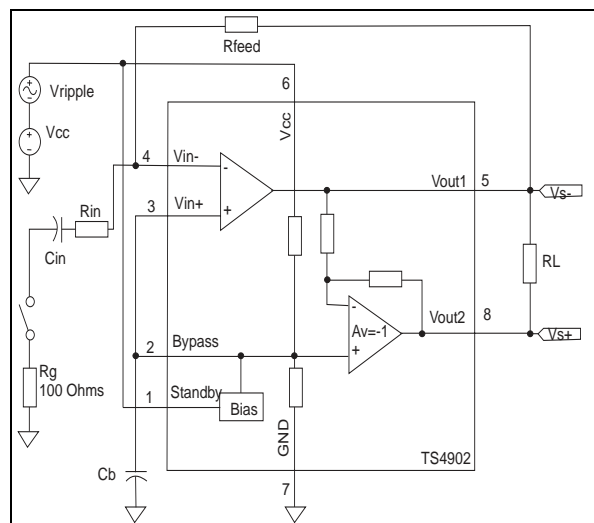 Rfeed
Vripple
6
Vcc
Vcc
4
Vin-
-
Vout1
5
Vs-
3
Vin+
+
Rin
Cin
RL
-
Vout2
8
Vs+
Av=-1
2
Bypass
+
Rg
100 Ohms
1
Standby
Bias
GND
TS4902
Cb
7